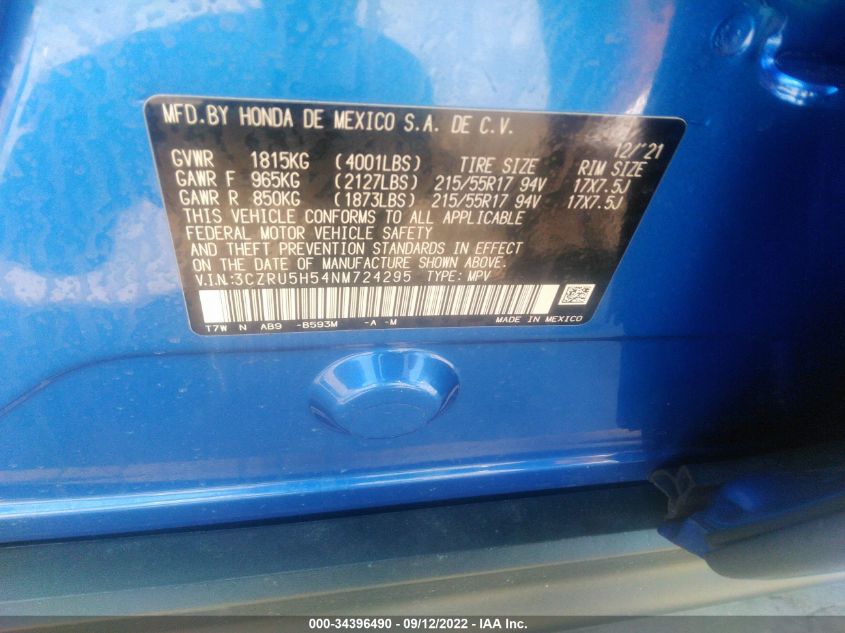 MFD.BY HONDA DE MEXICO S.A. DE C.V.
12/'21
GVWR 1815KG (4001LBS) TIRE SIZE RIM SIZE
GAWR F 965KG (2127LBS) 215/55R17 94V 17X7.5J
GAWR R 850KG (1873LBS) 215/55R17 94V 17X7.5J
THIS VEHICLE CONFORMS TO ALL APPLICABLE
FEDERAL MOTOR VEHICLE SAFETY
AND THEFT PREVENTION STANDARDS IN EFFECT
ON THE DATE OF MANUFACTURE SHOWN ABOVE.
V.I.N:3CZRU5H54NM724295 TYPE: MPV
T7W N AB9 -B593M -A -M MADE IN MEXICO
000-34396490 - 09/12/2022 - IAA Inc.